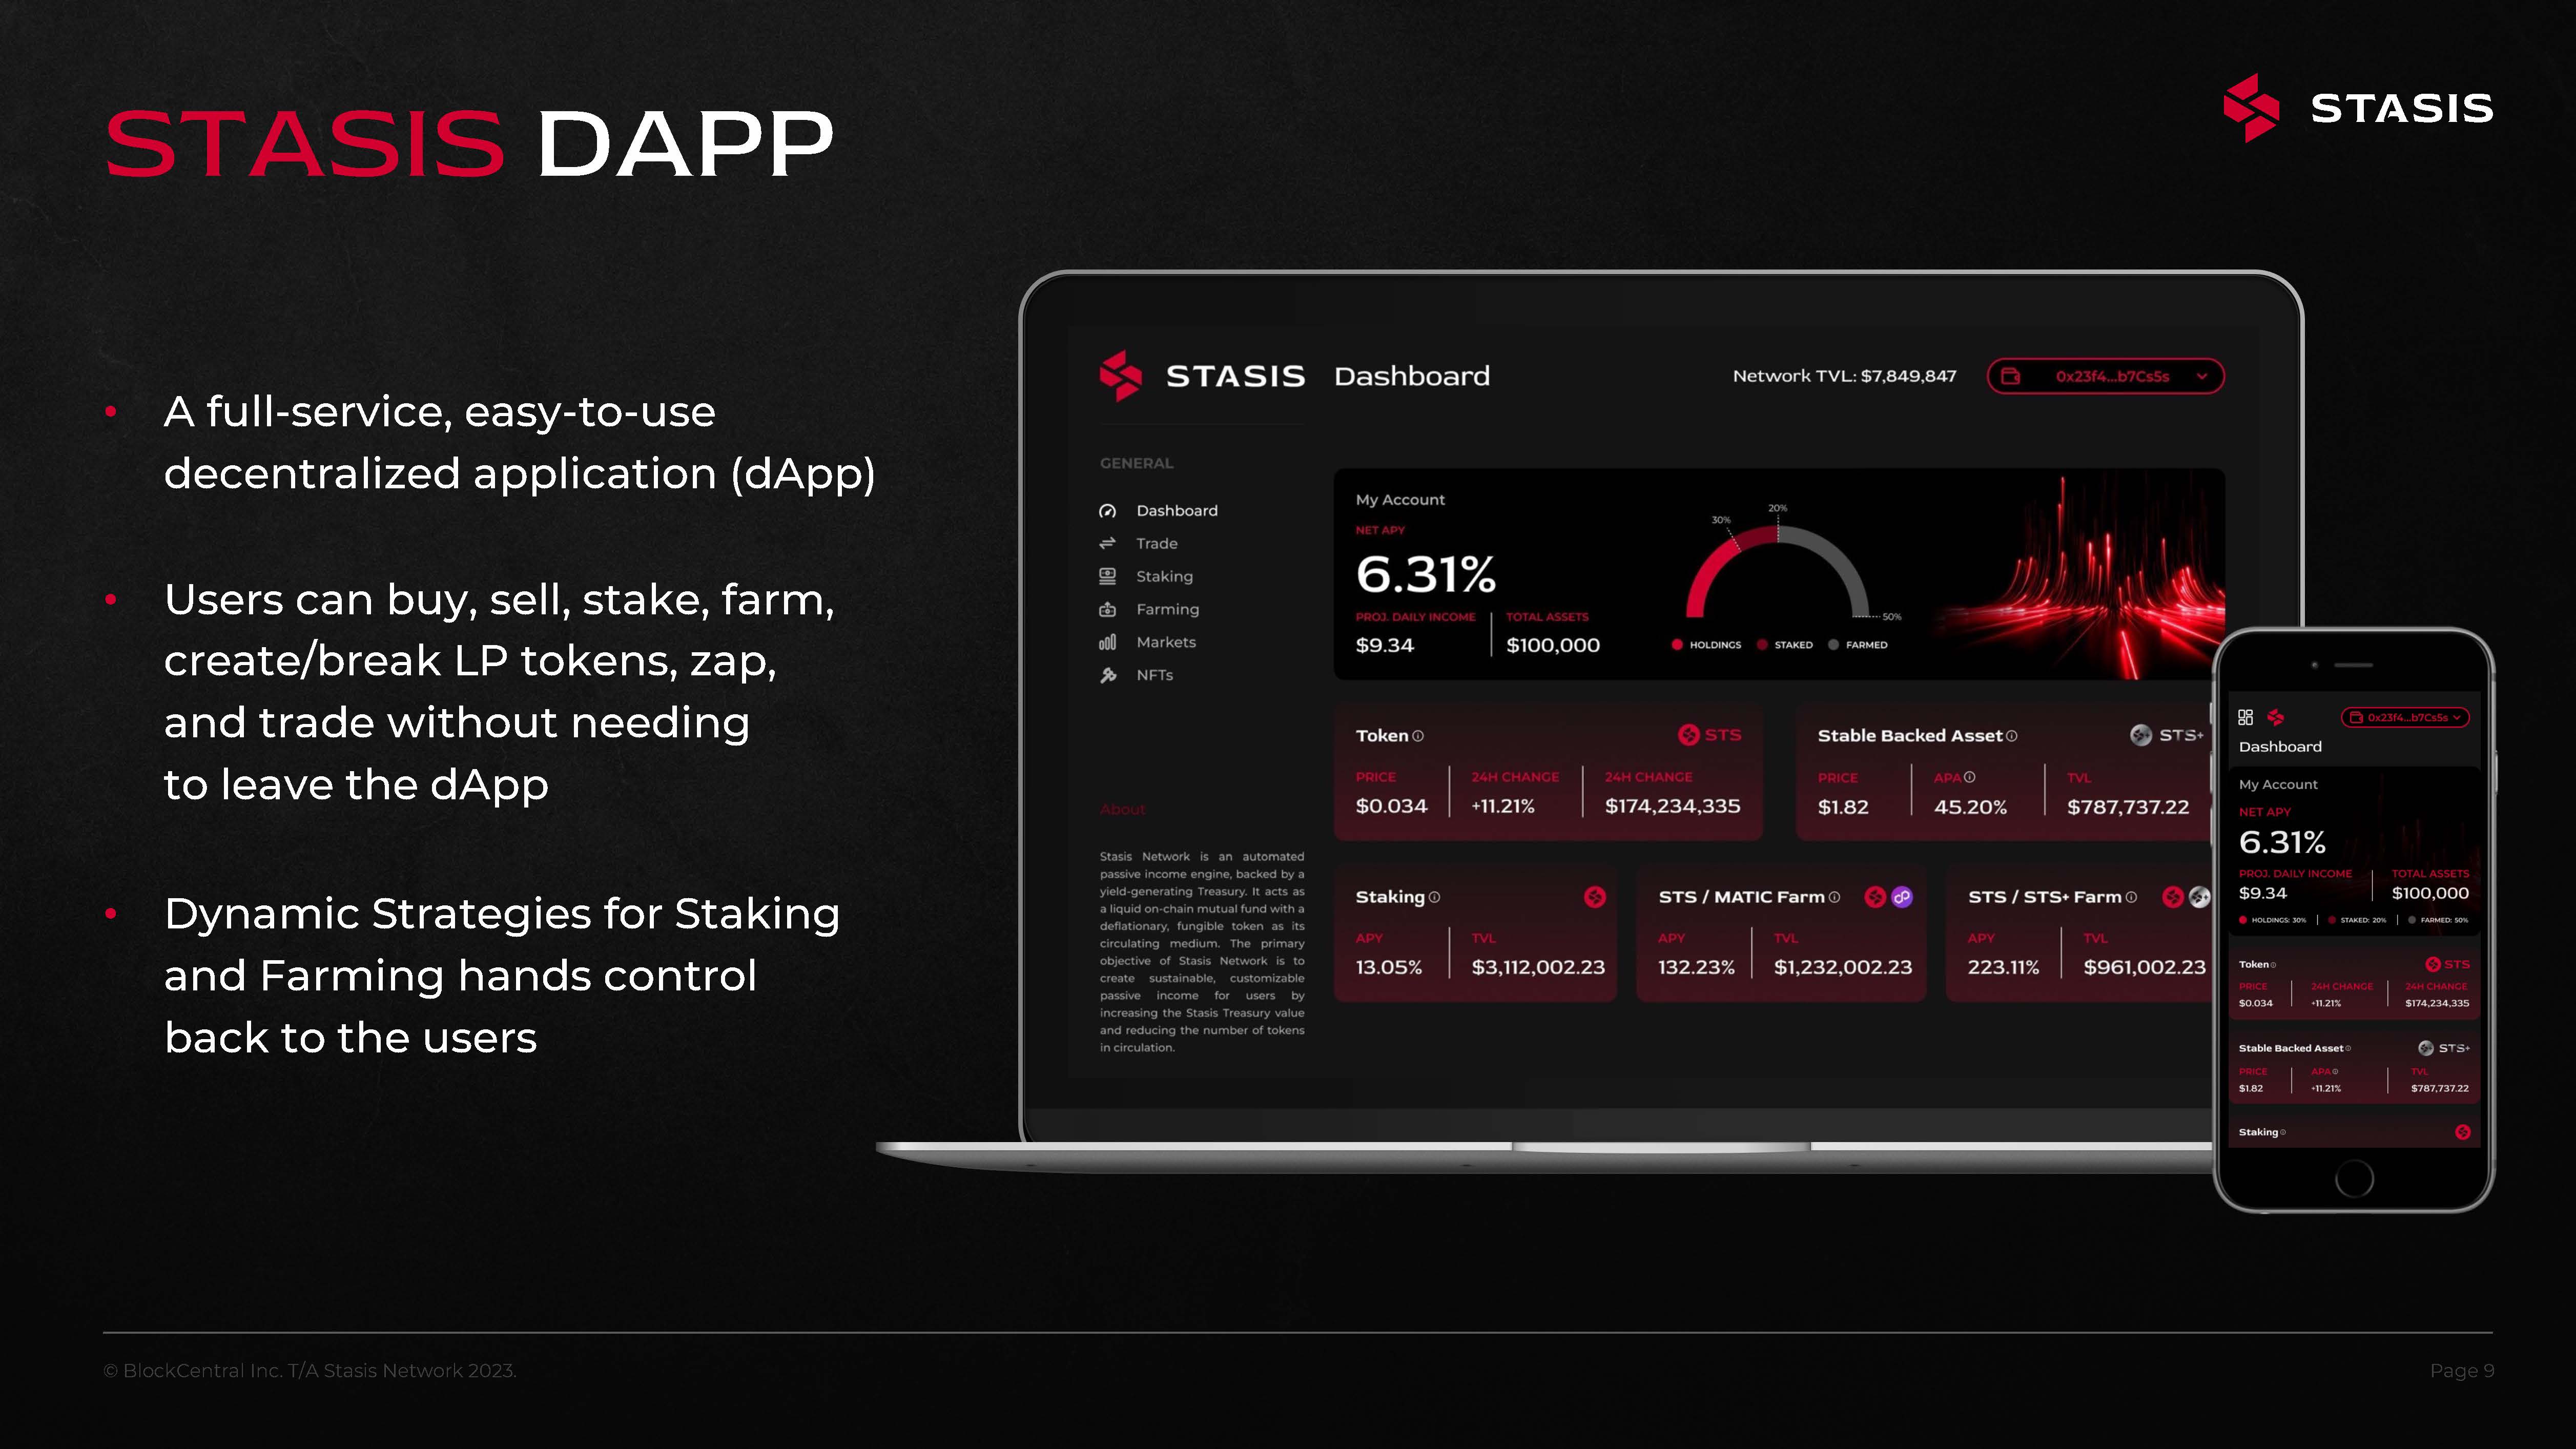 STASIS DAPP
STASIS
• A full-service, easy-to-use
decentralized application (dApp)
• Users can buy, sell, stake, farm,
create/break LP tokens, zap,
and trade without needing
to leave the dApp
• Dynamic Strategies for Staking
and Farming hands control
back to the users
STASIS Dashboard
Network TVL: $7,849,847
0x23f4...b7Cs5s
GENERAL
Dashboard
Trade
Staking
Farming
Markets
NFTs
About
Stasis Network is an automated
passive income engine, backed by a
yield-generating Treasury. It acts as
a liquid on-chain mutual fund with a
deflationary, fungible token as its
circulating medium. The primary
objective of Stasis Network is to
create sustainable, customizable
passive income for users by
increasing the Stasis Treasury value
and reducing the number of tokens
in circulation.
My Account
NET APY
6.31%
PROJ. DAILY INCOME TOTAL ASSETS
$9.34 $100,000
30% 20% 50%
HOLDINGS STAKED FARMED
Token STS
PRICE 24H CHANGE 24H CHANGE
$0.034 +11.21% $174,234,335
Stable Backed Asset STS+
PRICE APA TVL
$1.82 45.20% $787,737.22
Staking
APY TVL
13.05% $3,112,002.23
STS / MATIC Farm
APY TVL
132.23% $1,232,002.23
STS / STS+ Farm
APY TVL
223.11% $961,002.23
0x23f4...b7Cs5s
Dashboard
My Account
NET APY
6.31%
PROJ. DAILY INCOME TOTAL ASSETS
$9.34 $100,000
HOLDINGS: 30% STAKED: 20% FARMED: 50%
Token STS
PRICE 24H CHANGE 24H CHANGE
$0.034 +11.21% $174,234,335
Stable Backed Asset STS+
PRICE APA TVL
$1.82 +11.21% $787,737.22
Staking
© BlockCentral Inc. T/A Stasis Network 2023.
Page 9